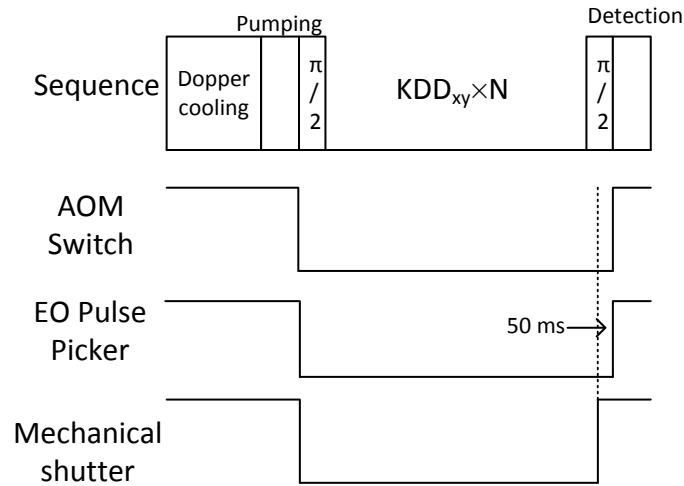 Detection
Pumping
Sequence
Dopper
cooling
π
/
2
KDDxy×N
π
/
2
AOM
Switch
EO Pulse
Picker
50 ms
Mechanical
shutter